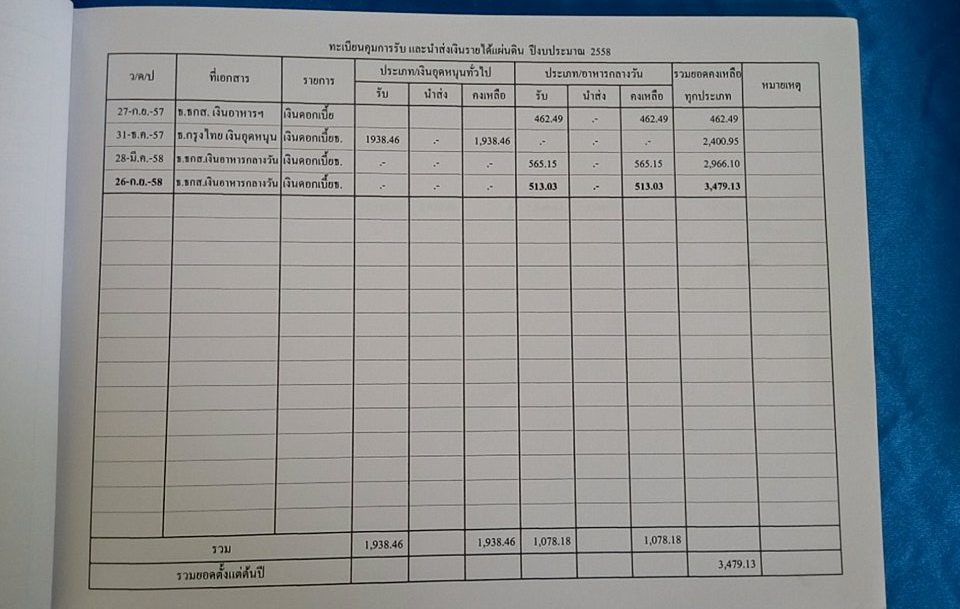 ทะเบียนคุมการรับ และนำส่งเงินรายได้แผ่นดิน ปีงบประมาณ 2558
ว/ด/ป ที่เอกสาร รายการ ประเภท/เงินอุดหนุนทั่วไป ประเภท/อาหารกลางวัน รวมยอดคงเหลือ หมายเหตุ
รับ นำส่ง คงเหลือ รับ นำส่ง คงเหลือ ทุกประเภท
27-ก.ย.-57 ธ.ธกส. เงินอาหารฯ เงินดอกเบี้ย 462.49 .- 462.49 462.49
31-ธ.ค.-57 ธ.กรุงไทย เงินอุดหนุน เงินดอกเบี้ยธ. 1938.46 .- 1,938.46 .- .- .- 2,400.95
28-มี.ค.-58 ธ.ธกส.เงินอาหารกลางวัน เงินดอกเบี้ยธ. .- .- .- 565.15 .- 565.15 2,966.10
26-ก.ย.-58 ธ.ธกส.เงินอาหารกลางวัน เงินดอกเบี้ยธ. .- .- .- 513.03 .- 513.03 3,479.13
รวม 1,938.46 1,938.46 1,078.18 1,078.18
รวมยอดตั้งแต่ต้นปี 3,479.13